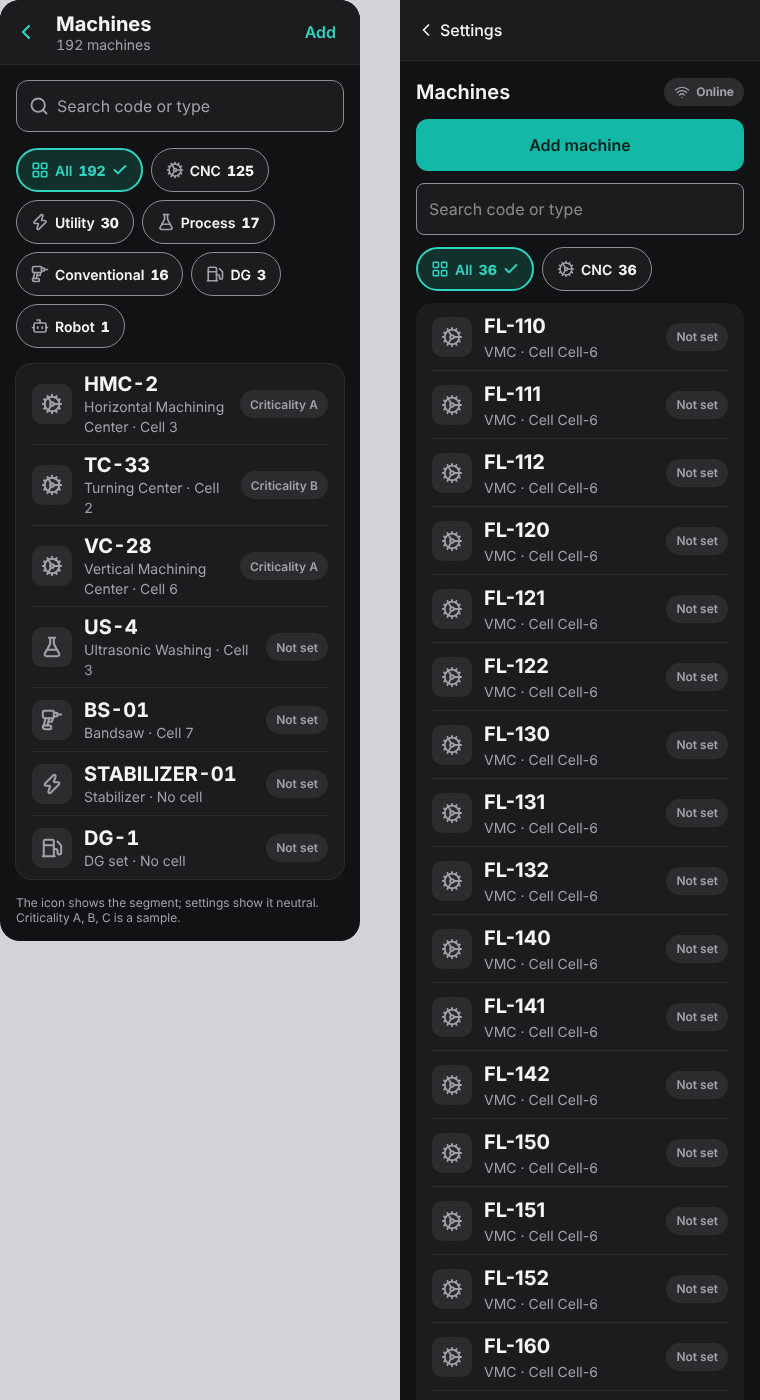 Machines
192 machines
Add
Search code or type
All 192
CNC 125
Utility 30
Process 17
Conventional 16
DG 3
Robot 1
HMC-2
Horizontal Machining
Center · Cell 3
Criticality A
TC-33
Turning Center · Cell
2
Criticality B
VC-28
Vertical Machining
Center · Cell 6
Criticality A
US-4
Ultrasonic Washing · Cell
3
Not set
BS-01
Bandsaw · Cell 7
Not set
STABILIZER-01
Stabilizer · No cell
Not set
DG-1
DG set · No cell
Not set
The icon shows the segment; settings show it neutral.
Criticality A, B, C is a sample.
Settings
Machines
Online
Add machine
Search code or type
All 36
CNC 36
FL-110
VMC · Cell Cell-6
Not set
FL-111
VMC · Cell Cell-6
Not set
FL-112
VMC · Cell Cell-6
Not set
FL-120
VMC · Cell Cell-6
Not set
FL-121
VMC · Cell Cell-6
Not set
FL-122
VMC · Cell Cell-6
Not set
FL-130
VMC · Cell Cell-6
Not set
FL-131
VMC · Cell Cell-6
Not set
FL-132
VMC · Cell Cell-6
Not set
FL-140
VMC · Cell Cell-6
Not set
FL-141
VMC · Cell Cell-6
Not set
FL-142
VMC · Cell Cell-6
Not set
FL-150
VMC · Cell Cell-6
Not set
FL-151
VMC · Cell Cell-6
Not set
FL-152
VMC · Cell Cell-6
Not set
FL-160
VMC · Cell Cell-6
Not set